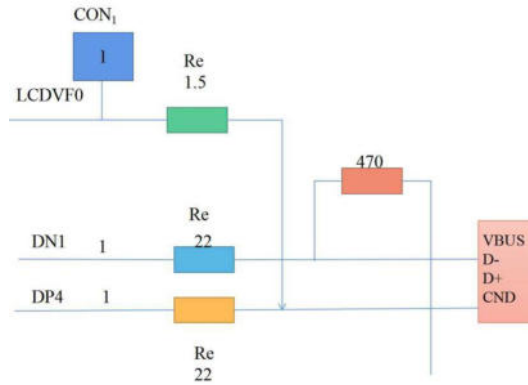 CON1
1
LCDVF0
Re
1.5
470
DN1
1
Re
22
DP4
1
Re
22
VBUS
D-
D+
CND